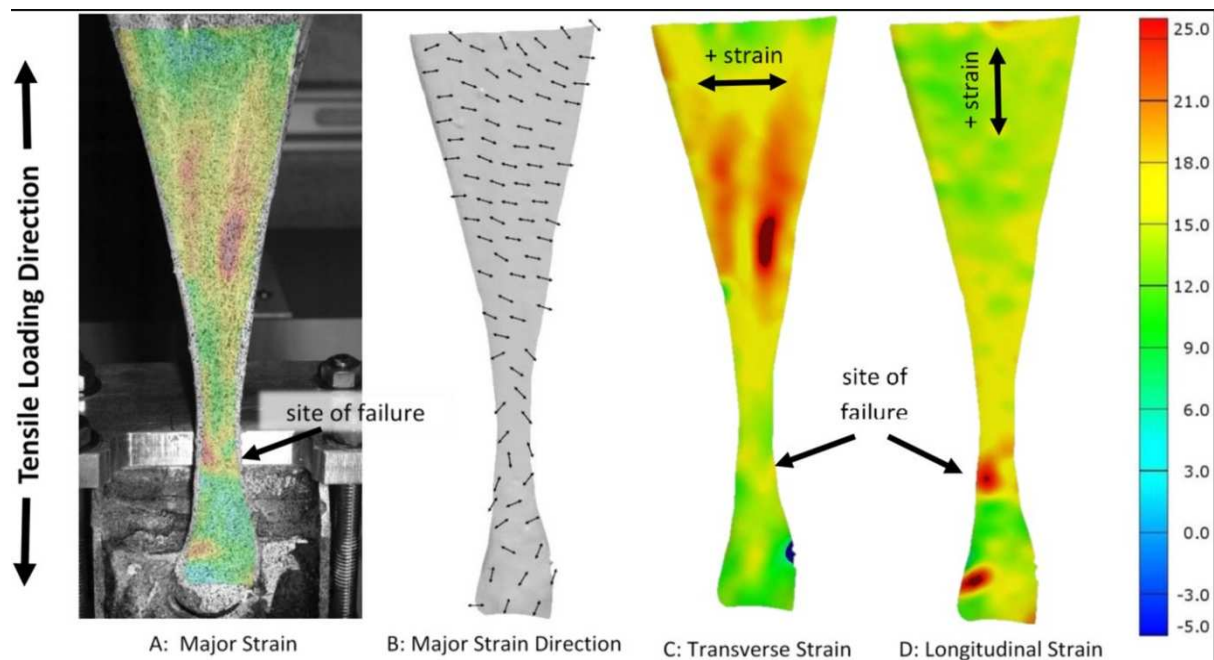 Tensile Loading Direction
site of failure
+ strain
+ strain
site of
failure
25.0
21.0
18.0
15.0
12.0
9.0
6.0
3.0
0.0
-3.0
-5.0
A: Major Strain
B: Major Strain Direction
C: Transverse Strain
D: Longitudinal Strain